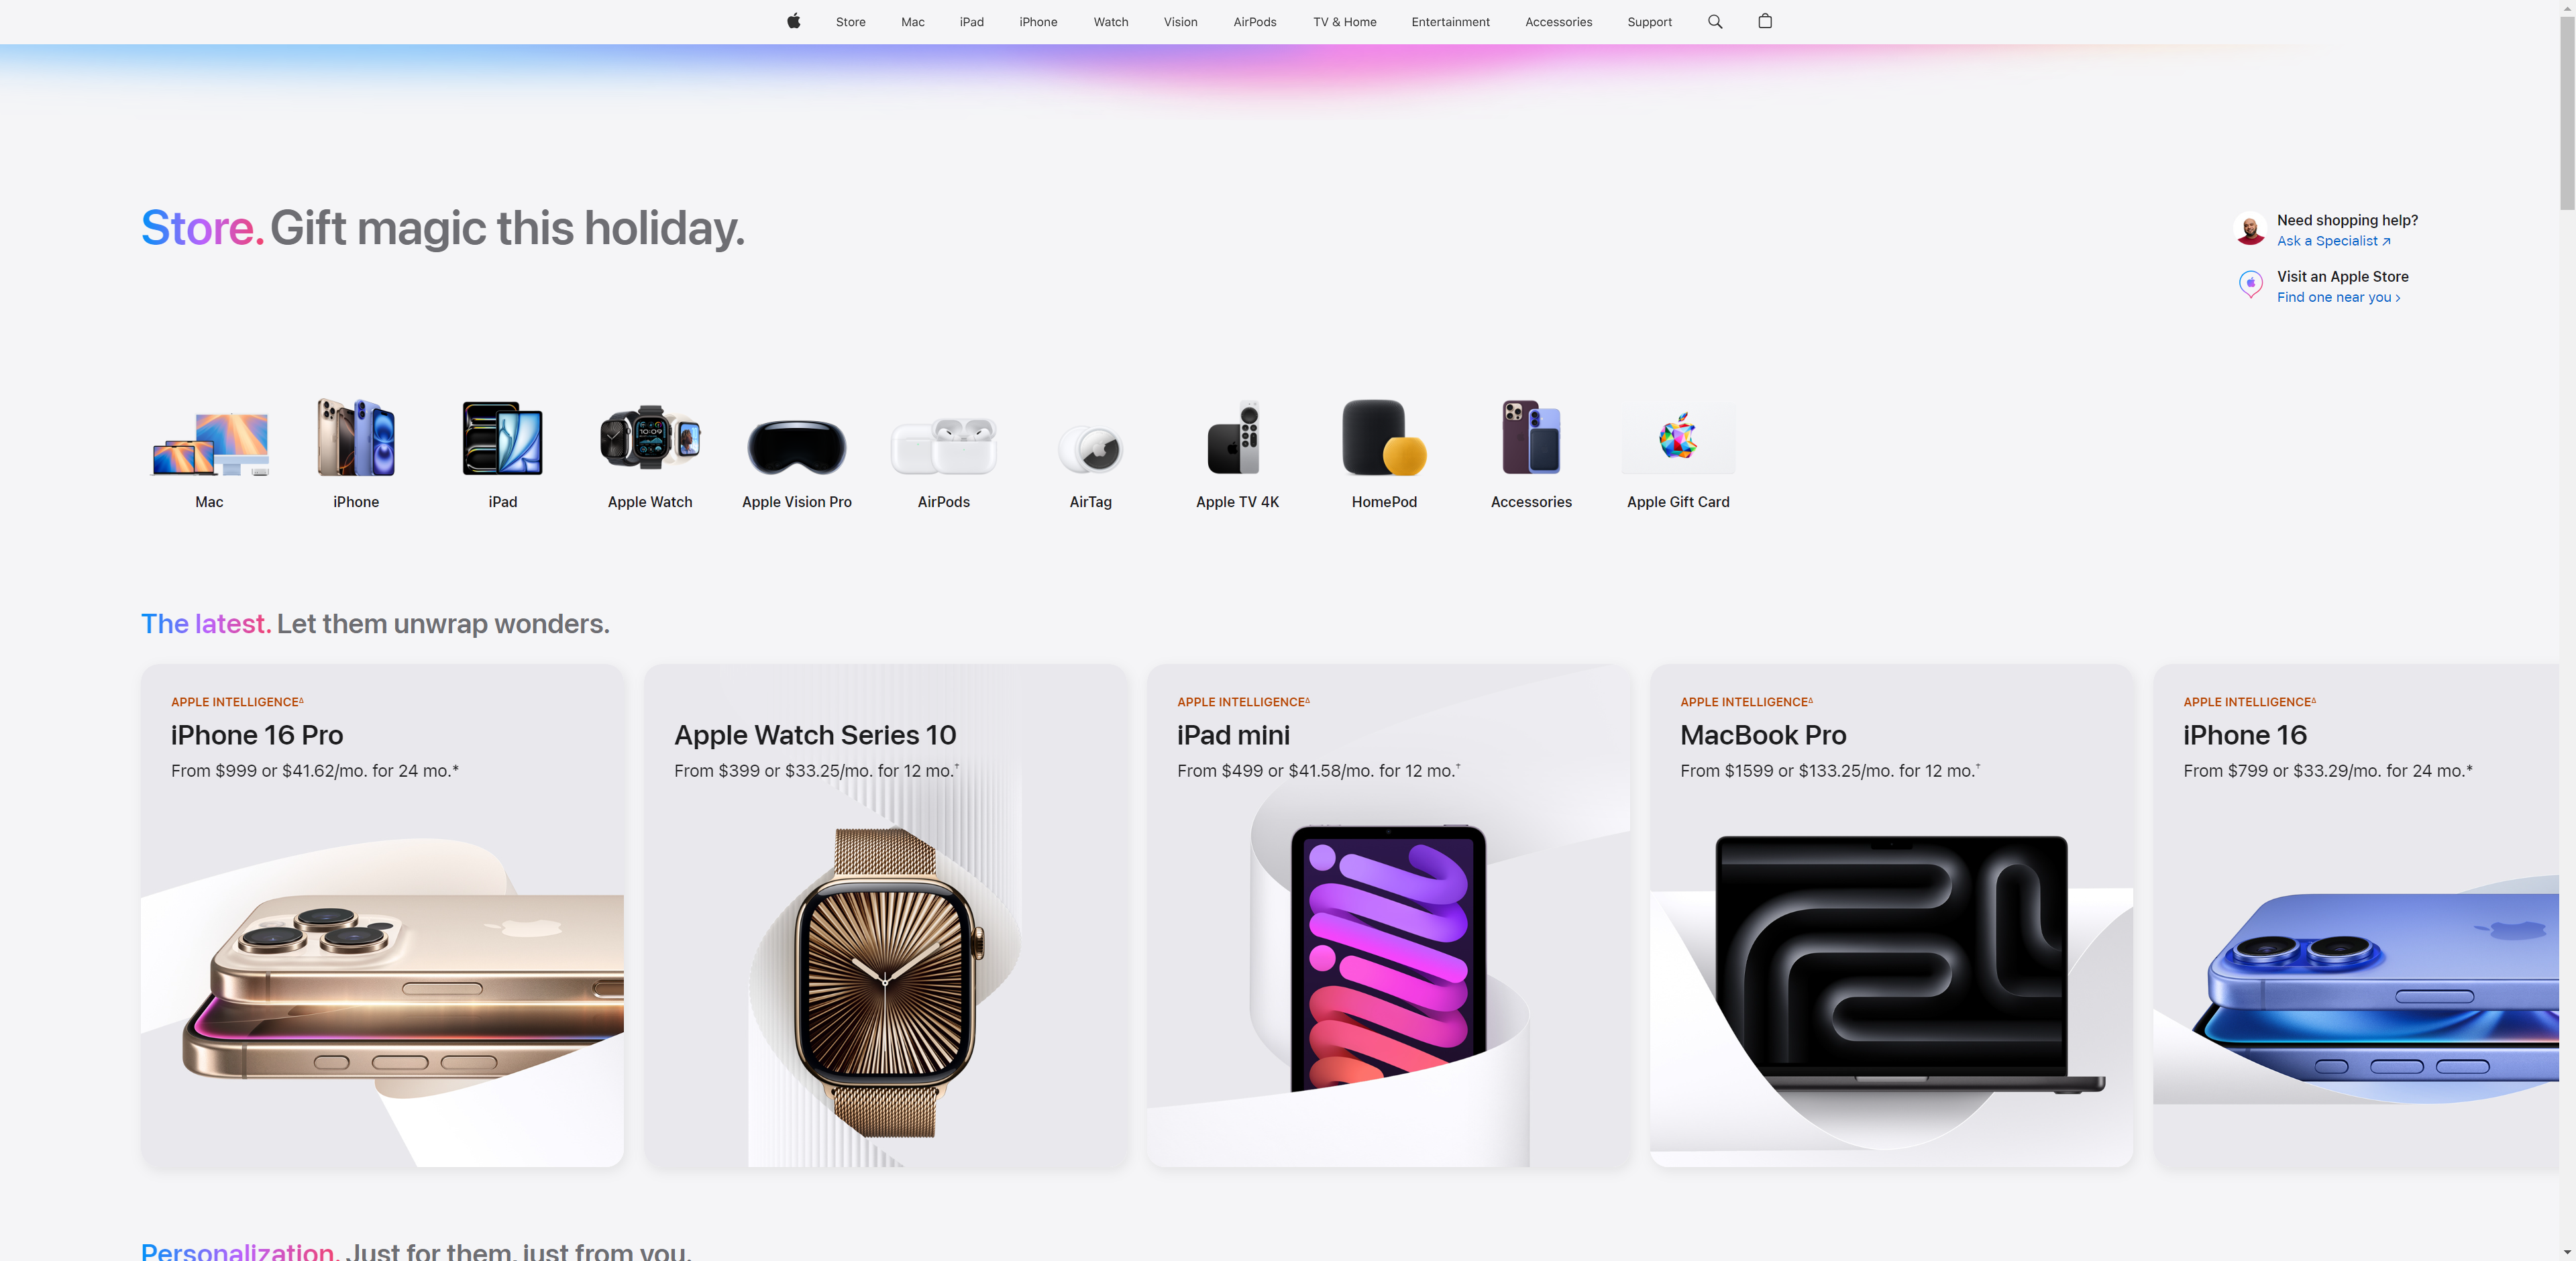 Store Mac iPad iPhone Watch Vision AirPods TV & Home Entertainment Accessories Support
Store. Gift magic this holiday.
Need shopping help?
Ask a Specialist ↗
Visit an Apple Store
Find one near you ›
Mac iPhone iPad Apple Watch Apple Vision Pro AirPods AirTag Apple TV 4K HomePod Accessories Apple Gift Card
The latest. Let them unwrap wonders.
APPLE INTELLIGENCE∆
iPhone 16 Pro
From $999 or $41.62/mo. for 24 mo.*
Apple Watch Series 10
From $399 or $33.25/mo. for 12 mo.†
APPLE INTELLIGENCE∆
iPad mini
From $499 or $41.58/mo. for 12 mo.†
APPLE INTELLIGENCE∆
MacBook Pro
From $1599 or $133.25/mo. for 12 mo.†
APPLE INTELLIGENCE∆
iPhone 16
From $799 or $33.29/mo. for 24 mo.*
Personalization. Just for them, just from you.